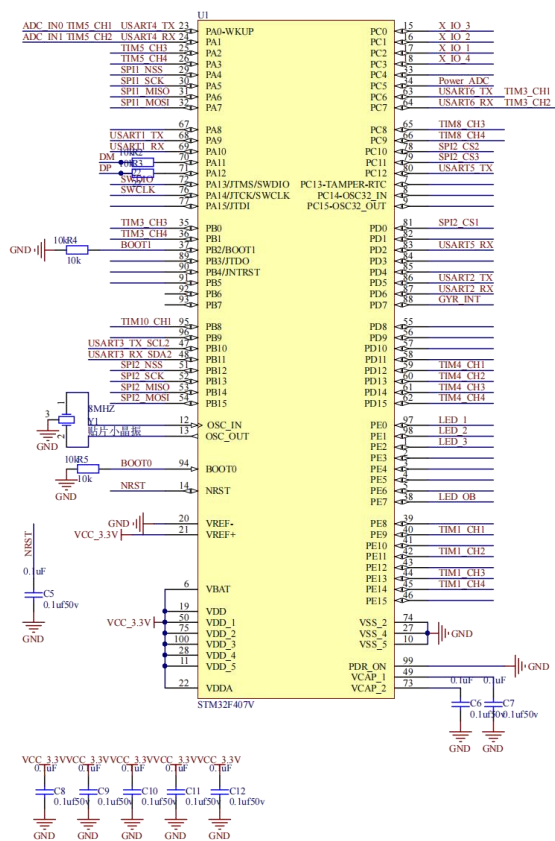 U1
ADC_IN0 TIM5_CH1 USART4_TX 23 PA0-WKUP PC0 15 X_IO_3
ADC_IN1 TIM5_CH2 USART4_RX 24 PA1 PC1 16 X_IO_2
TIM5_CH3 25 PA2 PC2 X_IO_1
TIM5_CH4 26 PA3 PC3 X_IO_4
SPI1_NSS 29 PA4 PC4 33
SPI1_SCK 30 PA5 PC5 34 Power_ADC
SPI1_MISO 31 PA6 PC6 63 USART6_TX TIM3_CH1
SPI1_MOSI 32 PA7 PC7 64 USART6_RX TIM3_CH2
67 PA8 PC8 65 TIM8_CH3
USART1_TX 68 PA9 PC9 66 TIM8_CH4
USART1_RX 69 PA10 PC10 78 SPI2_CS2
DM PA11 PC11 79 SPI2_CS3
DP PA12 PC12 USART5_TX
SWDIO PA13/JTMS/SWDIO PC13-TAMPER-RTC
SWCLK 76 PA14/JTCK/SWCLK PC14-OSC32_IN
77 PA15/JTDI PC15-OSC32_OUT 9
TIM3_CH3 35 PB0 PD0 81 SPI2_CS1
TIM3_CH4 36 PB1 PD1 82
GND 10kR4 10k BOOT1 37 PB2/BOOT1 PD2 83 USART5_RX
89 PB3/JTDO PD3 84
90 PB4/JNTRST PD4 85
91 PB5 PD5 86 USART2_TX
92 PB6 PD6 87 USART2_RX
93 PB7 PD7 88 GYR_INT
TIM10_CH1 95 PB8 PD8 55
96 PB9 PD9 56
USART3_TX SCL2 47 PB10 PD10 57
USART3_RX SDA2 48 PB11 PD11 58
SPI2_NSS 51 PB12 PD12 59 TIM4_CH1
SPI2_SCK 52 PB13 PD13 60 TIM4_CH2
SPI2_MISO 53 PB14 PD14 61 TIM4_CH3
SPI2_MOSI 54 PB15 PD15 62 TIM4_CH4
1 8MHZ
3 Y1 12 OSC_IN PE0 97 LED_1
2 贴片小晶振 13 OSC_OUT PE1 98 LED_2
GND PE2 LED_3
PE3
10kR5 10k BOOT0 94 BOOT0 PE4
PE5
GND NRST 14 NRST PE6
PE7 38 LED_OB
GND 20 VREF- PE8 39
VCC_3.3V 21 VREF+ PE9 40 TIM1_CH1
PE10 41
PE11 42 TIM1_CH2
PE12 43
PE13 44 TIM1_CH3
PE14 45 TIM1_CH4
PE15 46
NRST
0.1uF
C5
0.1uf50v
GND
6 VBAT
19 VDD VSS_2 74
VCC_3.3V 50 VDD_1 VSS_4 27 GND
75 VDD_2 VSS_5 10
100 VDD_3
28 VDD_4
11 VDD_5 PDR_ON 99 GND
VCAP_1 49
22 VDDA VCAP_2 73
STM32F407V
0.1uF 0.1uF
C6 C7
0.1uf50v 0.1uf50v
GND GND
VCC_3.3V VCC_3.3V VCC_3.3V VCC_3.3V VCC_3.3V
0.1uF 0.1uF 0.1uF 0.1uF 0.1uF
C8 C9 C10 C11 C12
0.1uf50v 0.1uf50v 0.1uf50v 0.1uf50v 0.1uf50v
GND GND GND GND GND